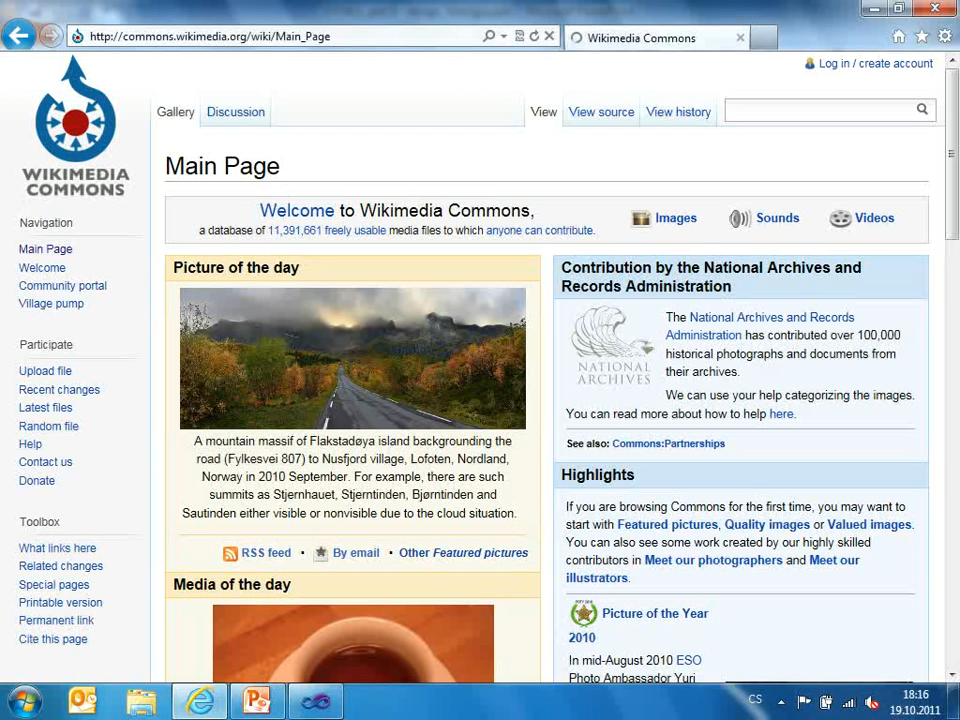 http://commons.wikimedia.org/wiki/Main_Page
Wikimedia Commons
Log in / create account
Gallery
Discussion
View
View source
View history
WIKIMEDIA
COMMONS
Main Page
Navigation
Main Page
Welcome
Community portal
Village pump
Participate
Upload file
Recent changes
Latest files
Random file
Help
Contact us
Donate
Toolbox
What links here
Related changes
Special pages
Printable version
Permanent link
Cite this page
Welcome to Wikimedia Commons,
a database of 11,391,661 freely usable media files to which anyone can contribute.
Images
Sounds
Videos
Picture of the day
A mountain massif of Flakstadøya island backgrounding the
road (Fylkesvei 807) to Nusfjord village, Lofoten, Nordland,
Norway in 2010 September. For example, there are such
summits as Stjernhauet, Stjerntinden, Bjørntinden and
Sautinden either visible or nonvisible due to the cloud situation.
RSS feed • By email • Other Featured pictures
Media of the day
Contribution by the National Archives and
Records Administration
NATIONAL
ARCHIVES
The National Archives and Records
Administration has contributed over 100,000
historical photographs and documents from
their archives.
We can use your help categorizing the images.
You can read more about how to help here.
See also: Commons:Partnerships
Highlights
If you are browsing Commons for the first time, you may want to
start with Featured pictures, Quality images or Valued images.
You can also see some work created by our highly skilled
contributors in Meet our photographers and Meet our
illustrators.
Picture of the Year
2010
In mid-August 2010 ESO
Photo Ambassador Yuri
CS
18:16
19.10.2011